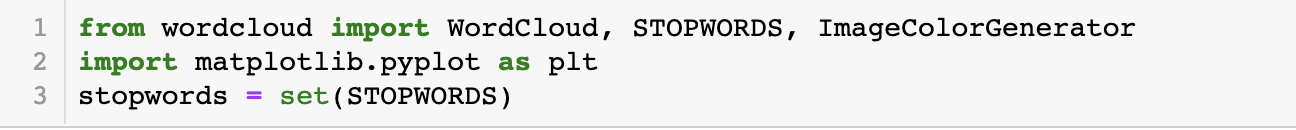 1 from wordcloud import WordCloud, STOPWORDS, ImageColorGenerator
2 import matplotlib.pyplot as plt
3 stopwords = set(STOPWORDS)